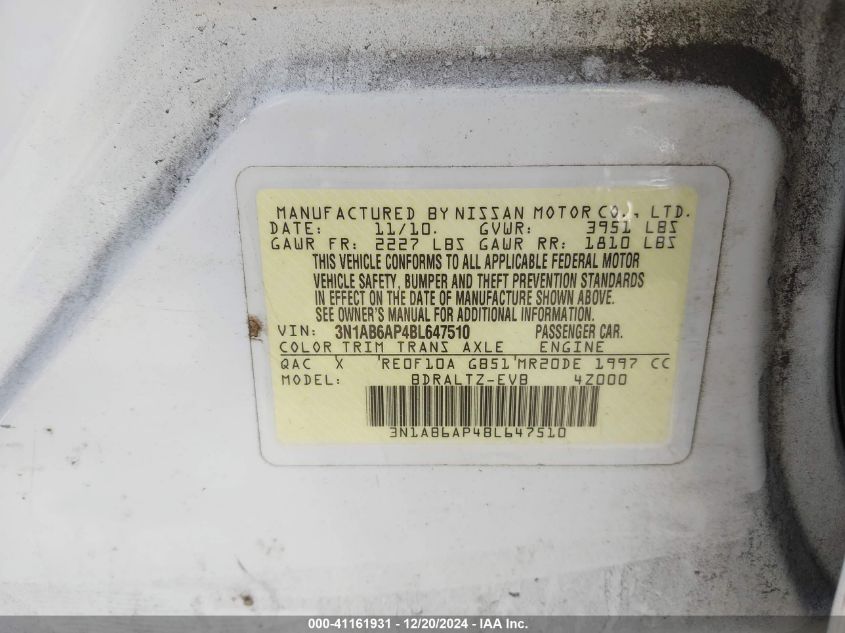 MANUFACTURED BY NISSAN MOTOR CO., LTD.
DATE: 11/10. GVWR: 3951 LBS
GAWR FR: 2227 LBS GAWR RR: 1810 LBS
THIS VEHICLE CONFORMS TO ALL APPLICABLE FEDERAL MOTOR
VEHICLE SAFETY, BUMPER AND THEFT PREVENTION STANDARDS
IN EFFECT ON THE DATE OF MANUFACTURE SHOWN ABOVE.
SEE OWNER'S MANUAL FOR ADDITIONAL INFORMATION.
VIN: 3N1AB6AP4BL647510 PASSENGER CAR.
COLOR TRIM TRANS AXLE ENGINE
QAC X 'RE0F10A GB51'MR20DE 1997 CC
MODEL: BDRALTZ-EVB 4Z000
3N1AB6AP4BL647510
000-41161931 - 12/20/2024 - IAA Inc.